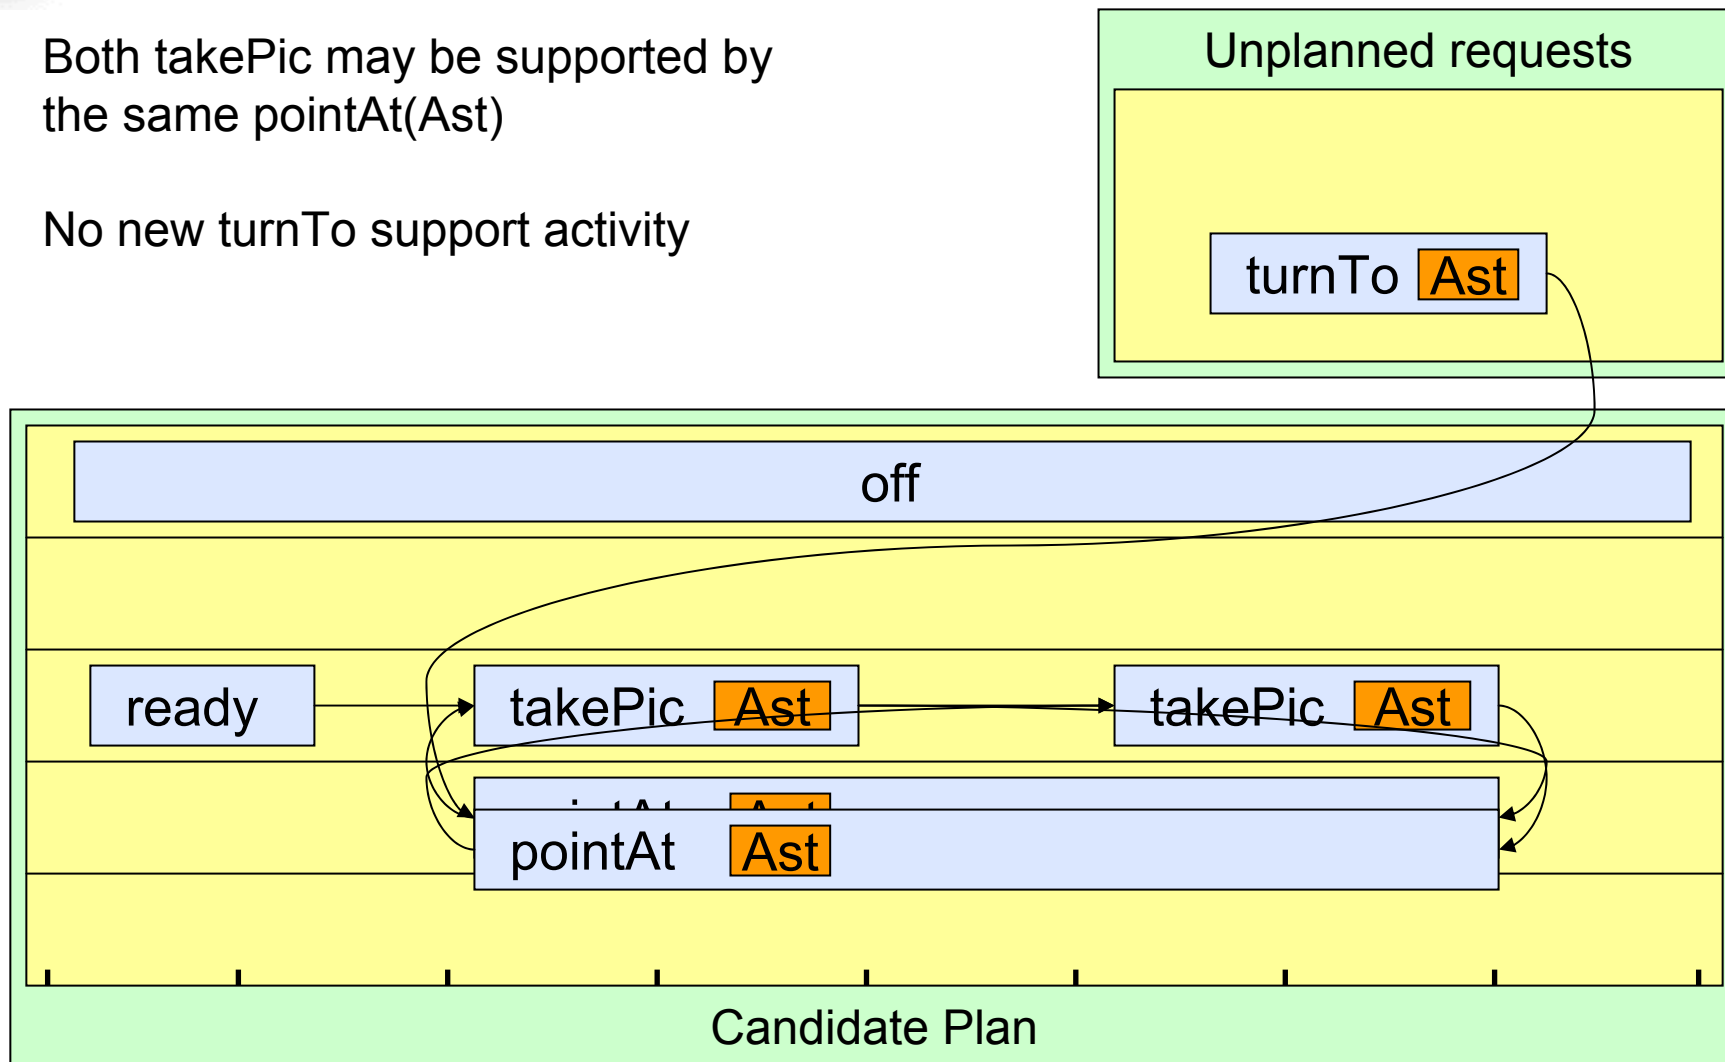 Both takePic may be supported by
the same pointAt(Ast)
No new turnTo support activity
Unplanned requests
turnTo Ast
off
ready takePic Ast takePic Ast
pointAt Ast
Candidate Plan